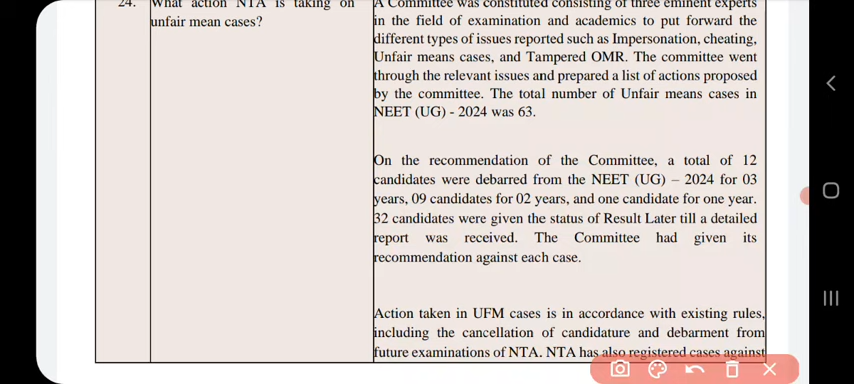 24.
What action NTA is taking on
unfair mean cases?
A Committee was constituted consisting of three eminent experts
in the field of examination and academics to put forward the
different types of issues reported such as Impersonation, cheating,
Unfair means cases, and Tampered OMR. The committee went
through the relevant issues and prepared a list of actions proposed
by the committee. The total number of Unfair means cases in
NEET (UG) - 2024 was 63.
On the recommendation of the Committee, a total of 12
candidates were debarred from the NEET (UG) – 2024 for 03
years, 09 candidates for 02 years, and one candidate for one year.
32 candidates were given the status of Result Later till a detailed
report was received. The Committee had given its
recommendation against each case.
Action taken in UFM cases is in accordance with existing rules,
including the cancellation of candidature and debarment from
future examinations of NTA. NTA has also registered cases against